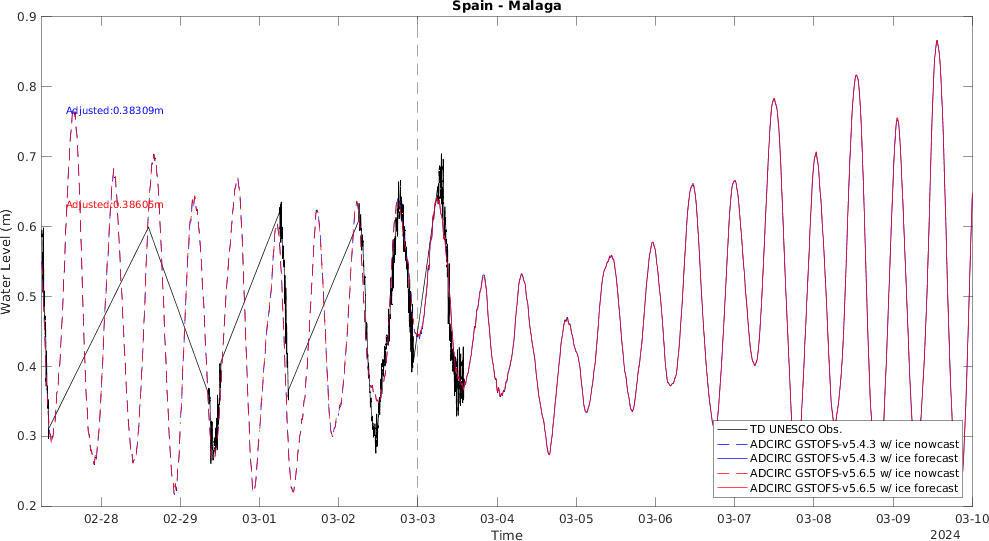 Spain - Malaga
0.9
0.8
0.7
0.6
0.5
0.4
0.3
0.2
Water Level (m)
Adjusted:0.38309m
Adjusted:0.38605m
TD UNESCO Obs.
ADCIRC GSTOFS-v5.4.3 w/ ice nowcast
ADCIRC GSTOFS-v5.4.3 w/ ice forecast
ADCIRC GSTOFS-v5.6.5 w/ ice nowcast
ADCIRC GSTOFS-v5.6.5 w/ ice forecast
02-28 02-29 03-01 03-02 03-03 03-04 03-05 03-06 03-07 03-08 03-09 03-10
Time
2024